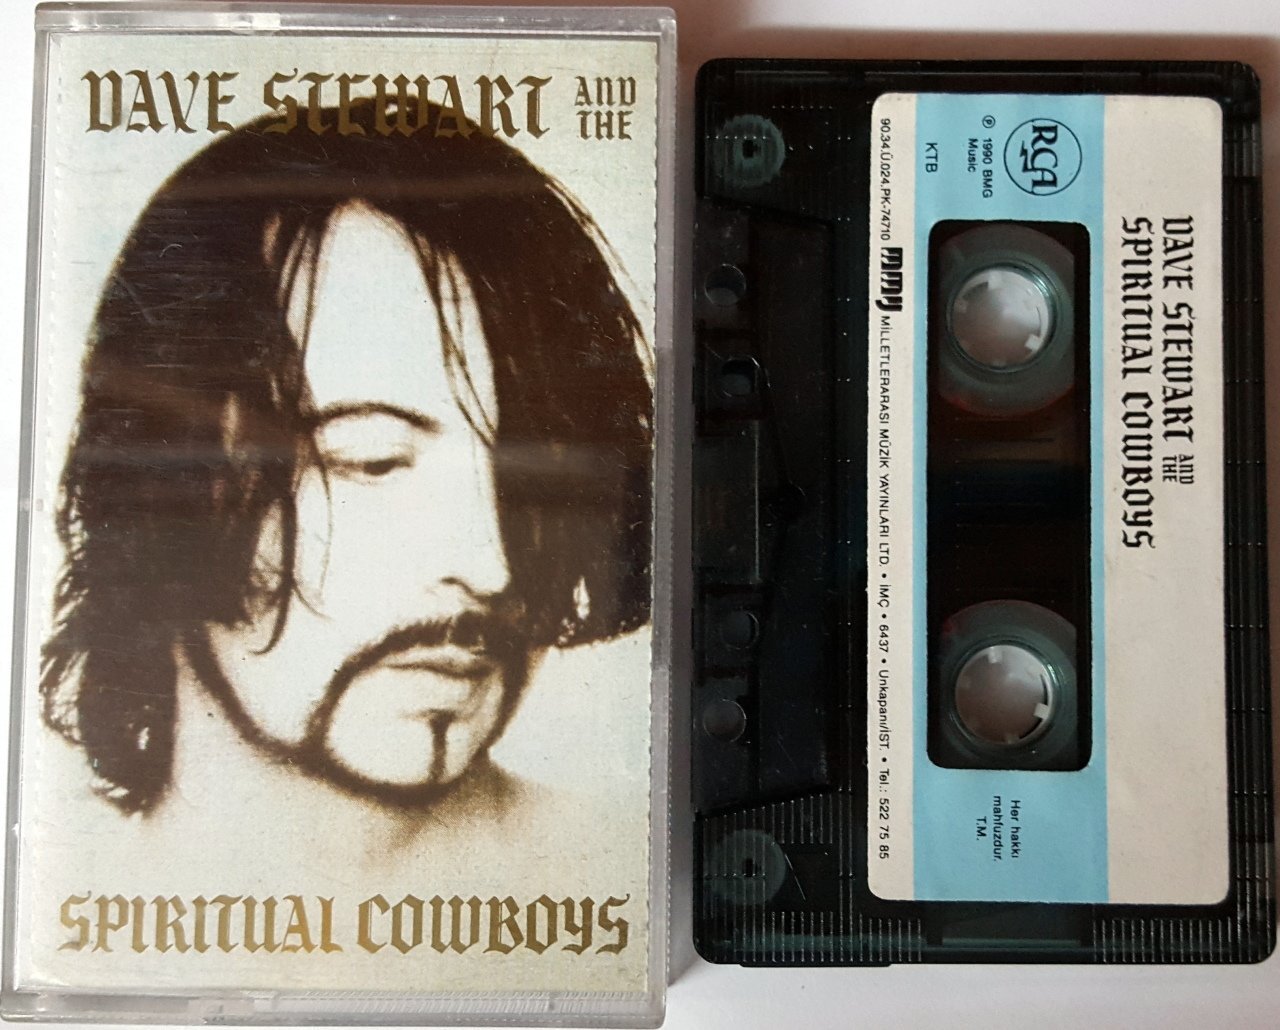 DAVE STEWART AND THE
SPIRITUAL COWBOYS
DAVE STEWART AND THE
SPIRITUAL COWBOYS
RCA
℗ 1990 BMG
Music
KTB
Her hakkı
mahfuzdur.
T.M.
90.34.Ü.024.PK-74710 mmy MİLLETLERARASI MÜZİK YAYINLARI LTD. • İMÇ • 6437 • Unkapanı/İST. • Tel.: 522 75 85